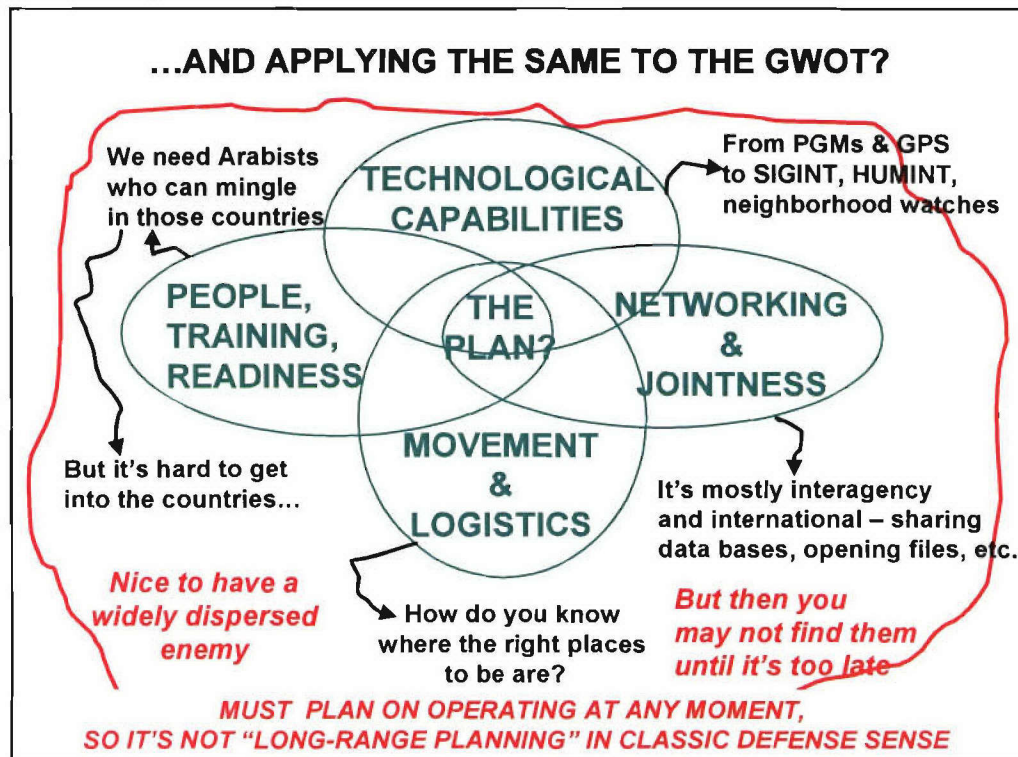 ...AND APPLYING THE SAME TO THE GWOT?
We need Arabists
who can mingle
in those countries
TECHNOLOGICAL
CAPABILITIES
From PGMs & GPS
to SIGINT, HUMINT,
neighborhood watches
PEOPLE,
TRAINING,
READINESS
THE
PLAN?
NETWORKING
&
JOINTNESS
MOVEMENT
&
LOGISTICS
But it's hard to get
into the countries...
It's mostly interagency
and international – sharing
data bases, opening files, etc.
Nice to have a
widely dispersed
enemy
How do you know
where the right places
to be are?
But then you
may not find them
until it's too late
MUST PLAN ON OPERATING AT ANY MOMENT,
SO IT'S NOT "LONG-RANGE PLANNING" IN CLASSIC DEFENSE SENSE